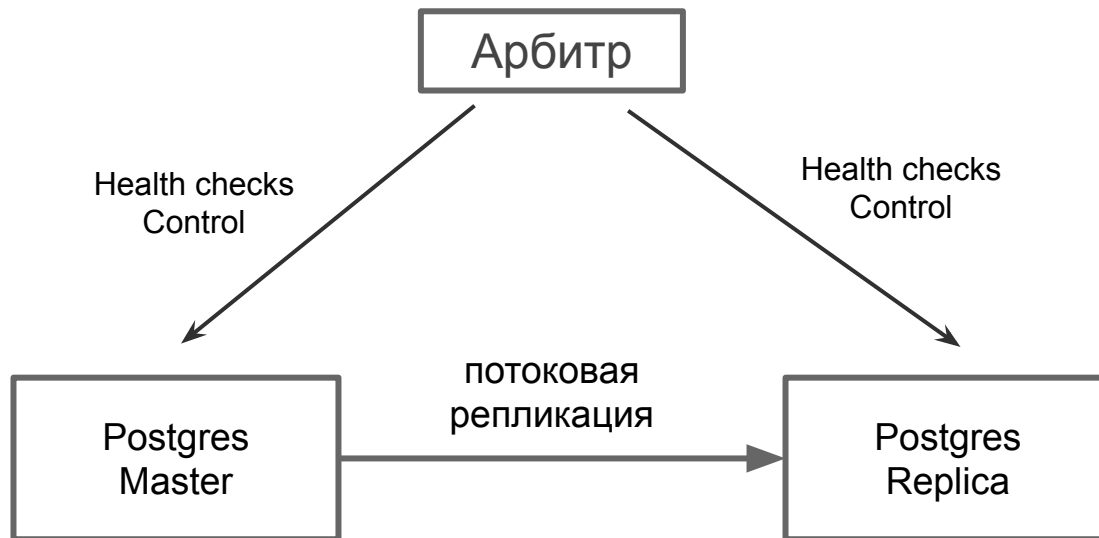 Арбитр
Health checks
Control
Health checks
Control
потоковая
репликация
Postgres
Master
Postgres
Replica